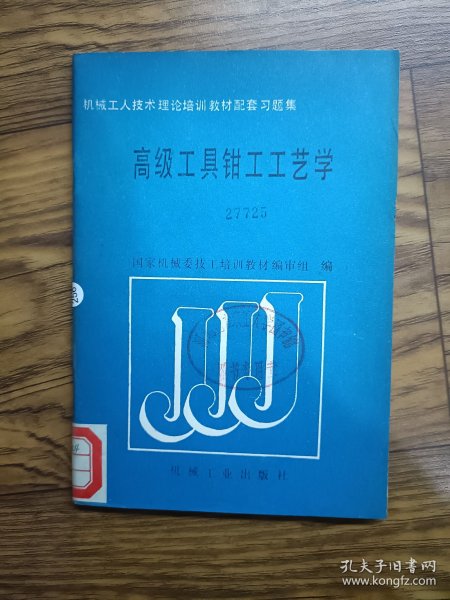 机械工人技术理论培训教材配套习题集
高级工具钳工工艺学
27725
国家机械委技工培训教材编审组 编
机械工业出版社
孔夫子旧书网
www.kongfz.com